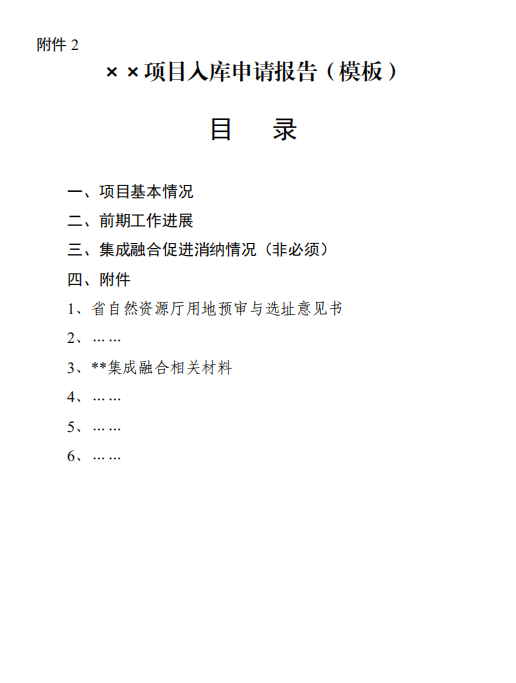 附件 2
××项目入库申请报告（模板）
目 录
一、项目基本情况
二、前期工作进展
三、集成融合促进消纳情况（非必须）
四、附件
1、省自然资源厅用地预审与选址意见书
2、……
3、**集成融合相关材料
4、……
5、……
6、……